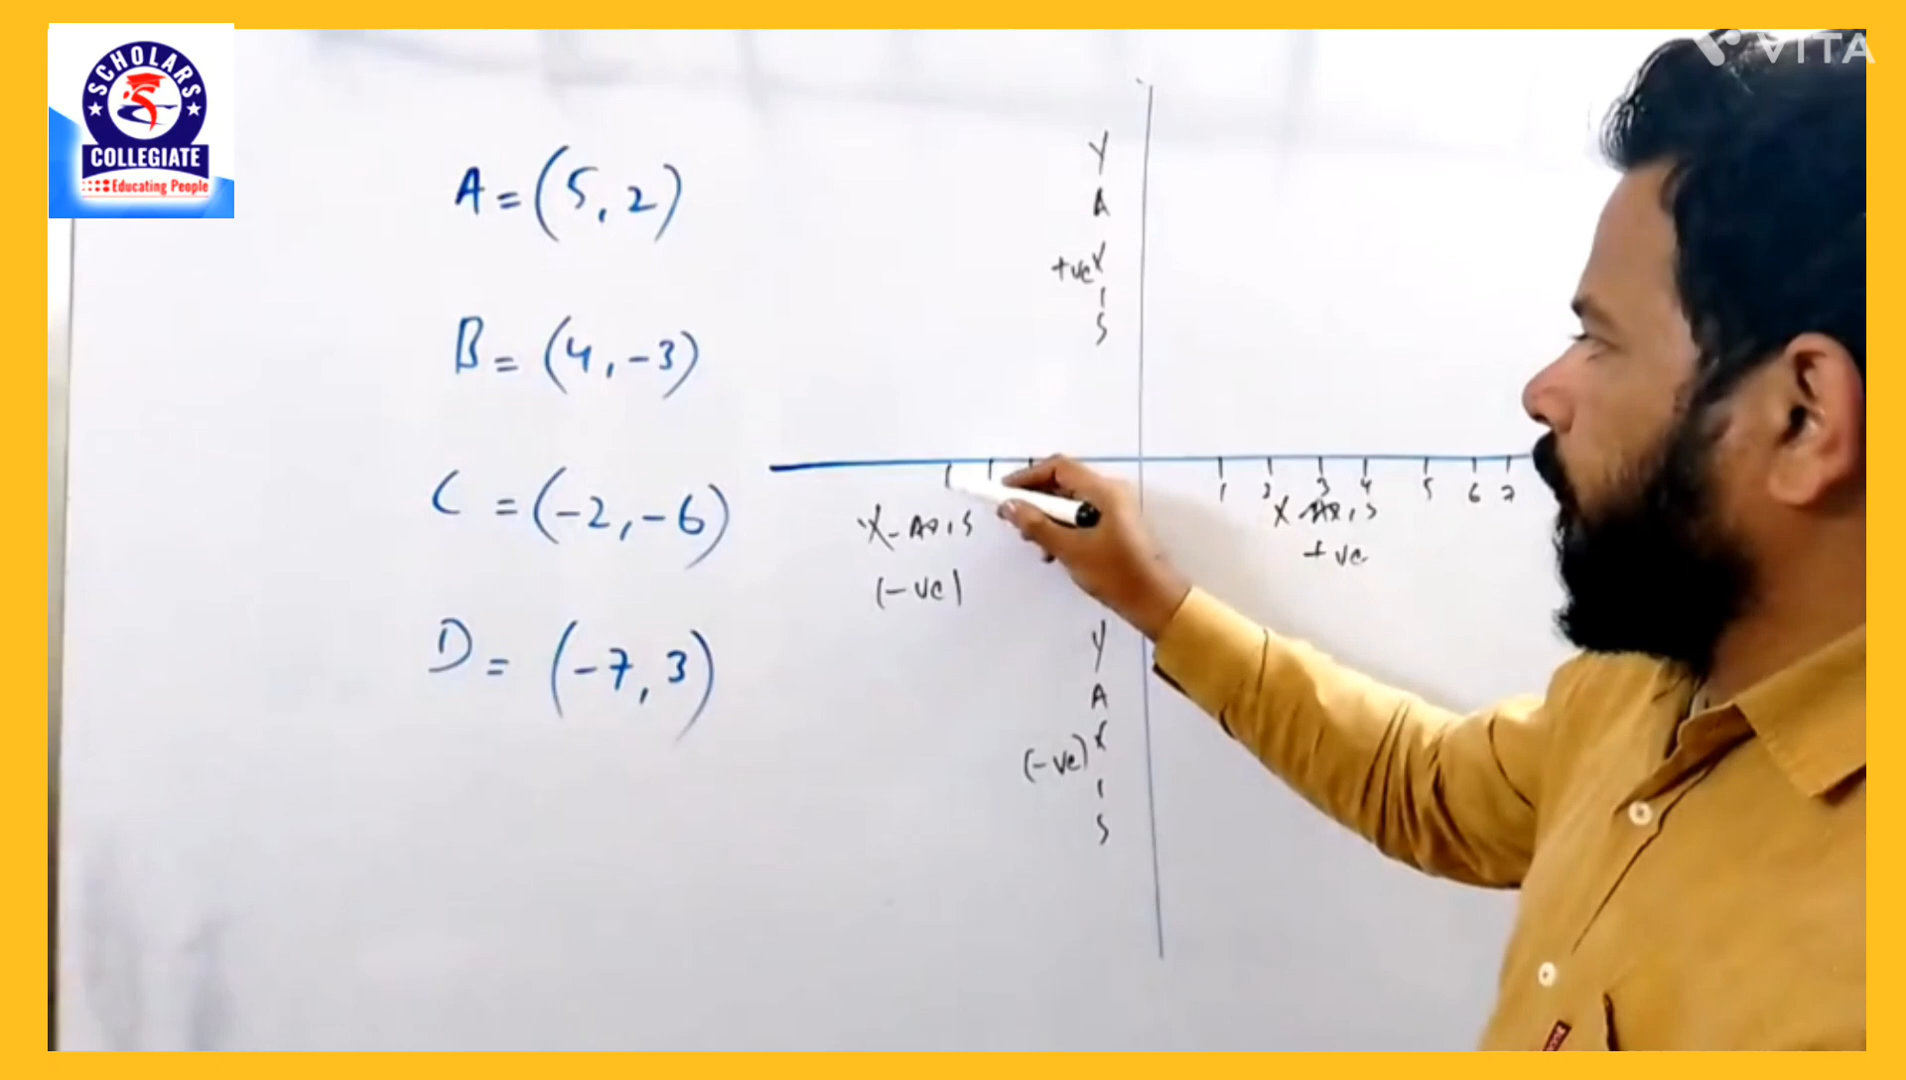 SCHOLARS
COLLEGIATE
Educating People
VITA
A = (5, 2)
B = (4, -3)
C = (-2, -6)
D = (-7, 3)
Y
A
+ve X
I
S
1 2 3 4 5 6 7
X-Axis
+ve
X-Axis
(-ve)
Y
A
(-ve) X
I
S